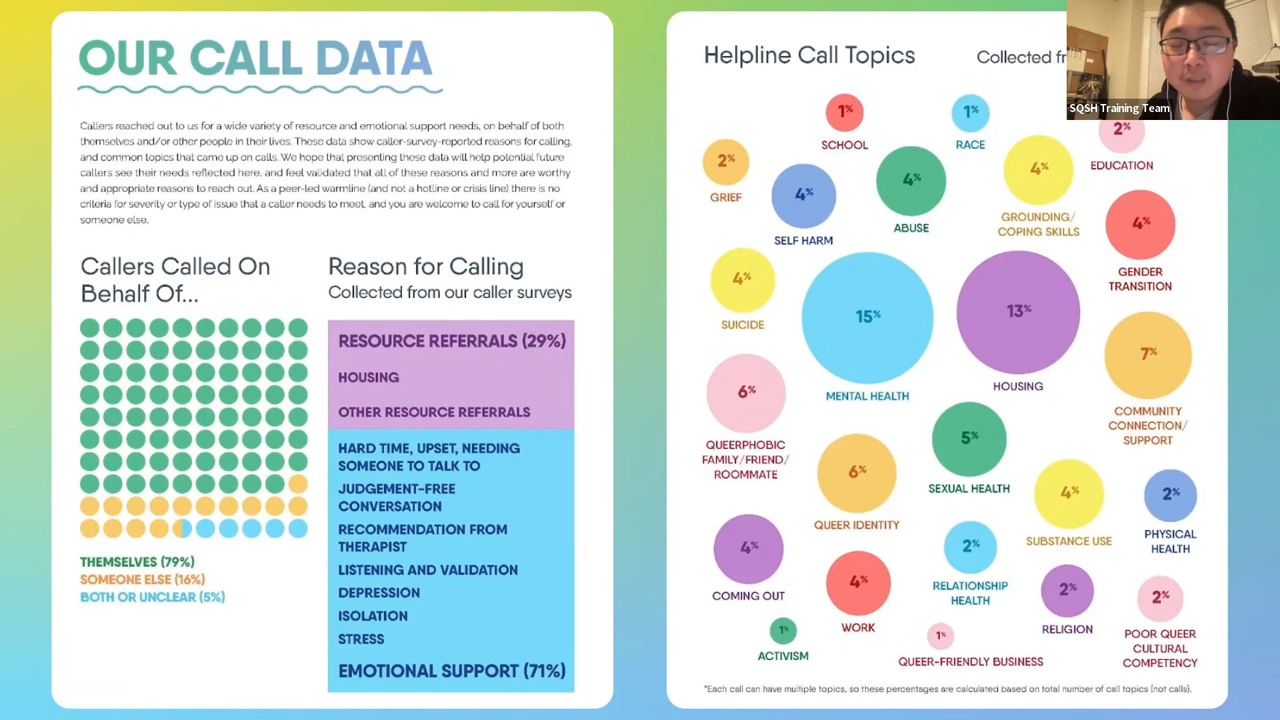 OUR CALL DATA
Callers reached out to us for a wide variety of resource and emotional support needs, on behalf of both
themselves and/or other people in their lives. These data show caller-survey-reported reasons for calling,
and common topics that came up on calls. We hope that presenting these data will help potential future
callers see their needs reflected here, and feel validated that all of these reasons and more are worthy
and appropriate reasons to reach out. As a peer-led warmline (and not a hotline or crisis line) there is no
criteria for severity or type of issue that a caller needs to meet, and you are welcome to call for yourself or
someone else.
Callers Called On
Behalf Of...
THEMSELVES (79%)
SOMEONE ELSE (16%)
BOTH OR UNCLEAR (5%)
Reason for Calling
Collected from our caller surveys
RESOURCE REFERRALS (29%)
HOUSING
OTHER RESOURCE REFERRALS
HARD TIME, UPSET, NEEDING
SOMEONE TO TALK TO
JUDGEMENT-FREE
CONVERSATION
RECOMMENDATION FROM
THERAPIST
LISTENING AND VALIDATION
DEPRESSION
ISOLATION
STRESS
EMOTIONAL SUPPORT (71%)
Helpline Call Topics
Collected
SQSH Training Team
1%
SCHOOL
1%
RACE
2%
EDUCATION
2%
GRIEF
4%
SELF HARM
4%
ABUSE
4%
GROUNDING/
COPING SKILLS
4%
GENDER
TRANSITION
4%
SUICIDE
15%
MENTAL HEALTH
13%
HOUSING
7%
COMMUNITY
CONNECTION/
SUPPORT
6%
QUEERPHOBIC
FAMILY/FRIEND/
ROOMMATE
6%
QUEER IDENTITY
5%
SEXUAL HEALTH
4%
SUBSTANCE USE
2%
PHYSICAL
HEALTH
4%
COMING OUT
4%
WORK
2%
RELATIONSHIP
HEALTH
2%
RELIGION
2%
POOR QUEER
CULTURAL
COMPETENCY
1%
ACTIVISM
1%
QUEER-FRIENDLY BUSINESS
*Each call can have multiple topics, so these percentages are calculated based on total number of call topics (not calls).